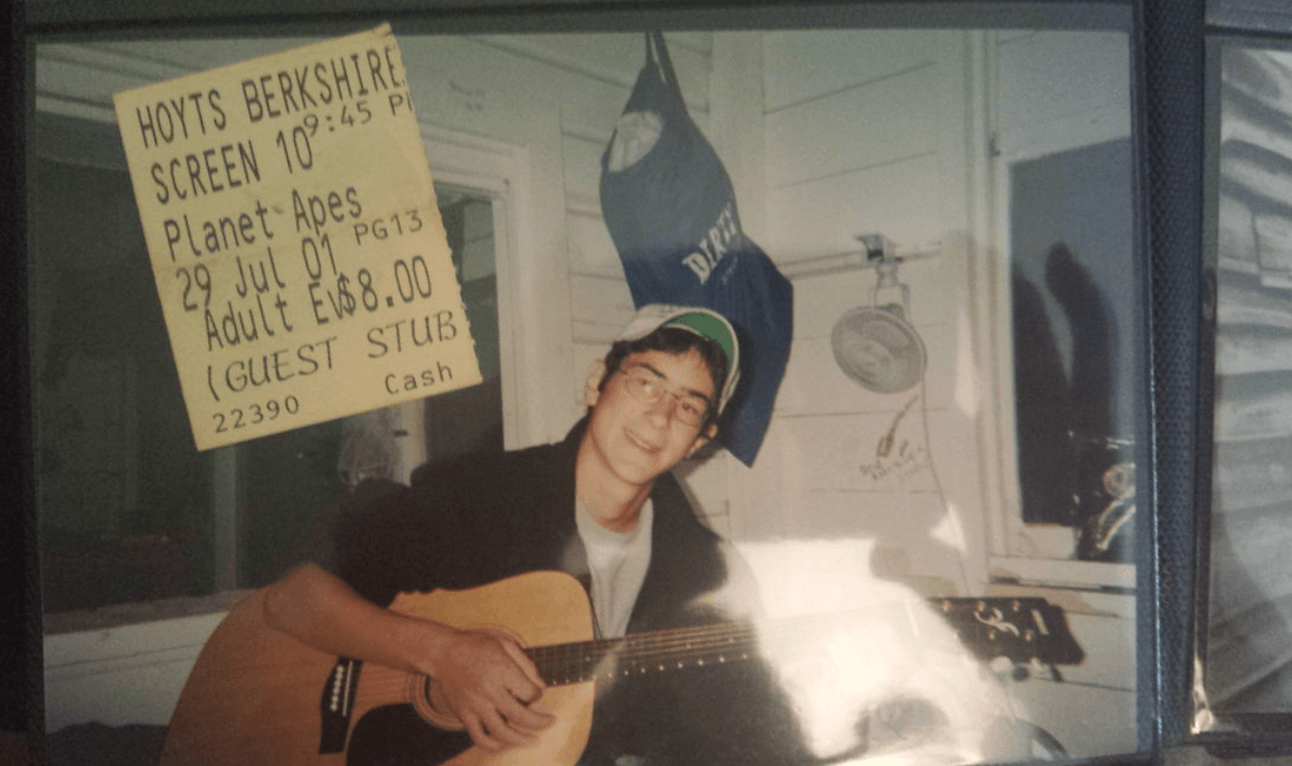 HOYTS BERKSHIRE
SCREEN 10 9:45 P
Planet Apes
29 Jul 01 PG13
Adult Ev$8.00
(GUEST STUB
22390 Cash